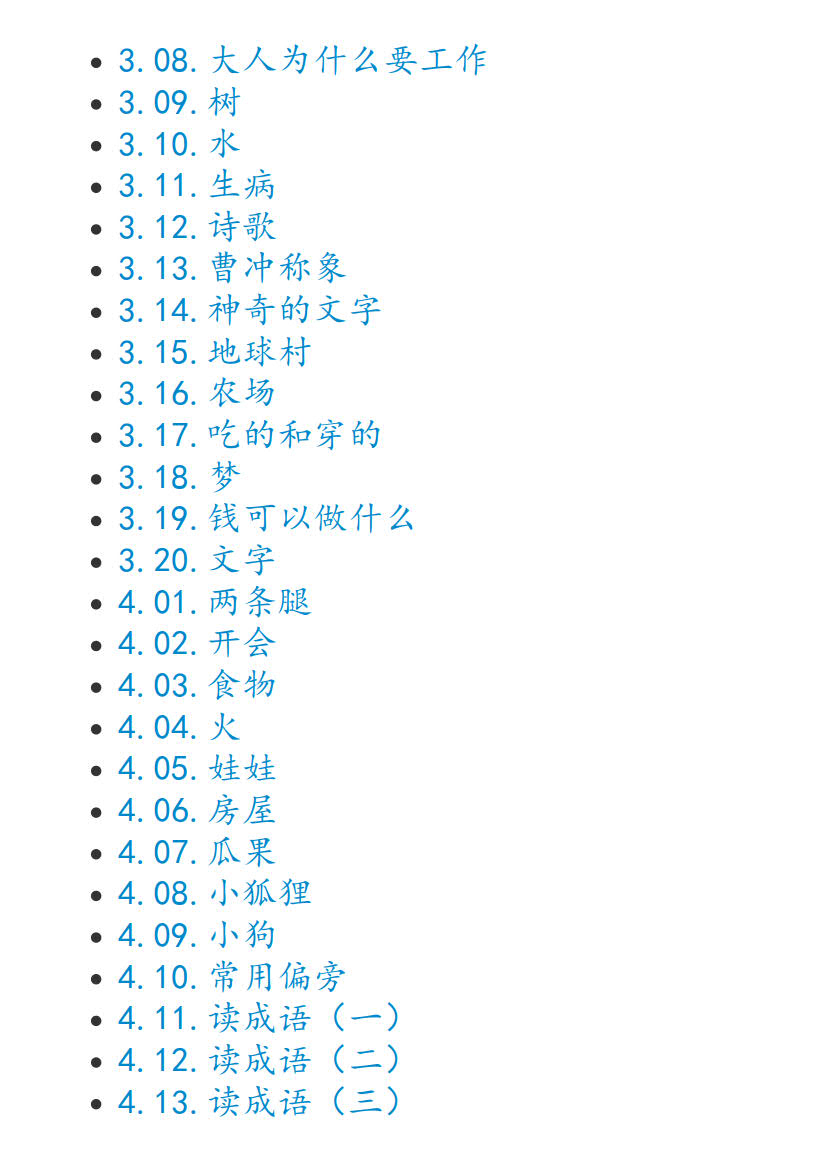 • 3.08.大人为什么要工作
• 3.09.树
• 3.10.水
• 3.11.生病
• 3.12.诗歌
• 3.13.曹冲称象
• 3.14.神奇的文字
• 3.15.地球村
• 3.16.农场
• 3.17.吃的和穿的
• 3.18.梦
• 3.19.钱可以做什么
• 3.20.文字
• 4.01.两条腿
• 4.02.开会
• 4.03.食物
• 4.04.火
• 4.05.娃娃
• 4.06.房屋
• 4.07.瓜果
• 4.08.小狐狸
• 4.09.小狗
• 4.10.常用偏旁
• 4.11.读成语（一）
• 4.12.读成语（二）
• 4.13.读成语（三）